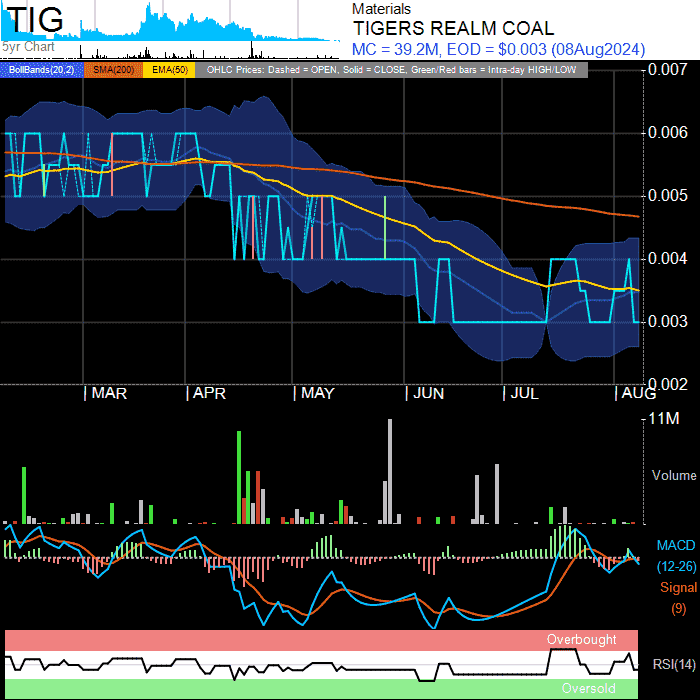 TIG
5yr Chart
Materials
TIGERS REALM COAL
MC = 39.2M, EOD = $0.003 (08Aug2024)
BollBands(20,2) SMA(200) EMA(50) OHLC Prices: Dashed = OPEN, Solid = CLOSE, Green/Red bars = Intra-day HIGH/LOW
0.007
0.006
0.005
0.004
0.003
0.002
MAR APR MAY JUN JUL AUG
11M
Volume
MACD
(12-26)
Signal
(9)
Overbought
RSI(14)
Oversold